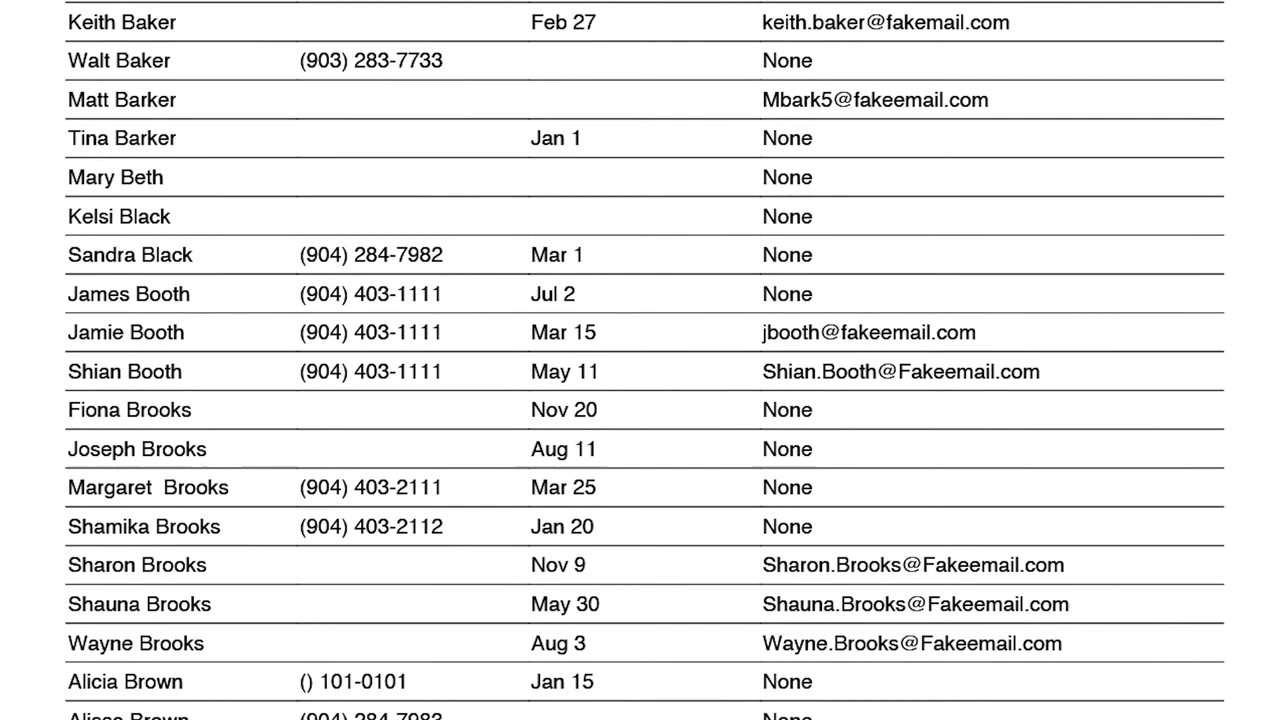 Keith Baker Feb 27 keith.baker@fakemail.com
Walt Baker (903) 283-7733 None
Matt Barker Mbark5@fakeemail.com
Tina Barker Jan 1 None
Mary Beth None
Kelsi Black None
Sandra Black (904) 284-7982 Mar 1 None
James Booth (904) 403-1111 Jul 2 None
Jamie Booth (904) 403-1111 Mar 15 jbooth@fakeemail.com
Shian Booth (904) 403-1111 May 11 Shian.Booth@Fakeemail.com
Fiona Brooks Nov 20 None
Joseph Brooks Aug 11 None
Margaret  Brooks (904) 403-2111 Mar 25 None
Shamika Brooks (904) 403-2112 Jan 20 None
Sharon Brooks Nov 9 Sharon.Brooks@Fakeemail.com
Shauna Brooks May 30 Shauna.Brooks@Fakeemail.com
Wayne Brooks Aug 3 Wayne.Brooks@Fakeemail.com
Alicia Brown () 101-0101 Jan 15 None
Alissa Brown (904) 284-7983 None